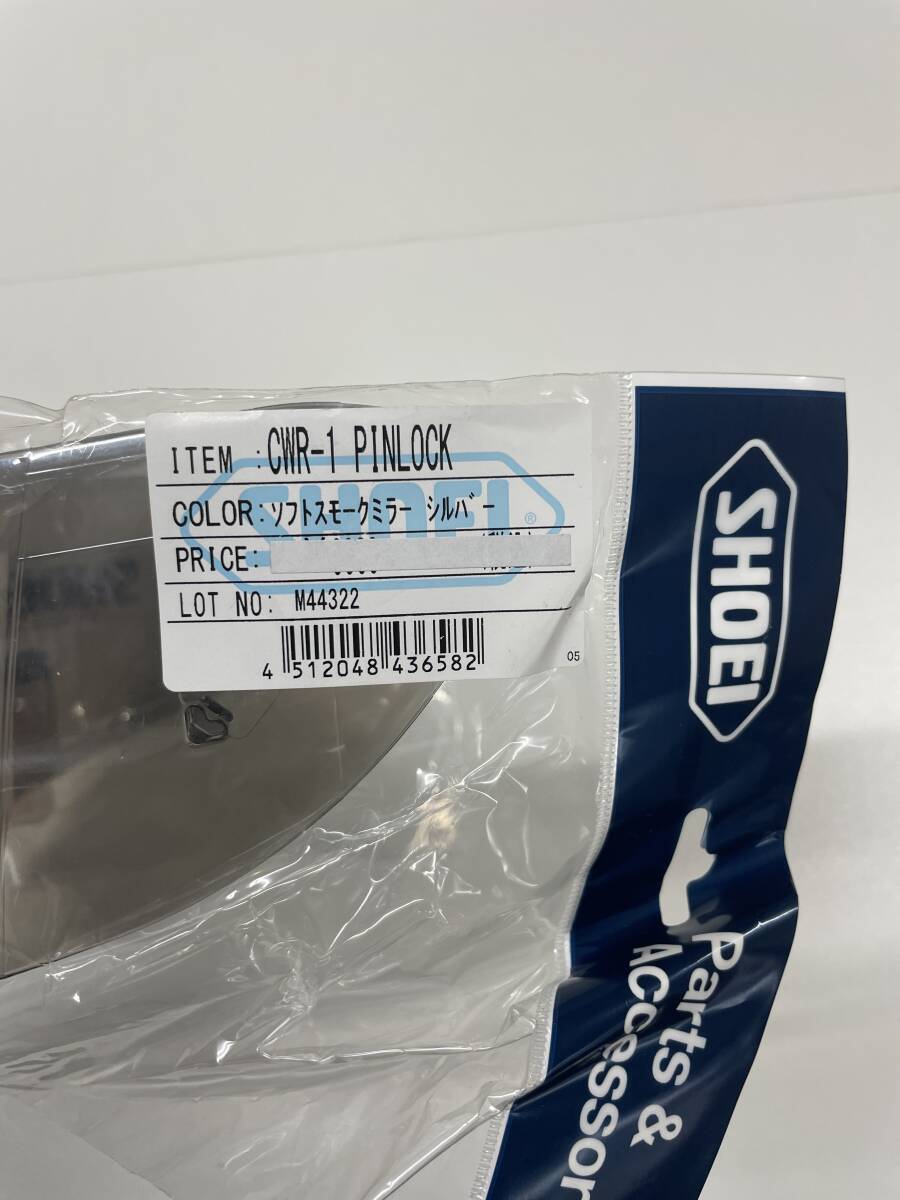 ITEM :CWR-1 PINLOCK
SHOEI ®
COLOR:ソフトスモークミラー シルバー
PRICE:
LOT NO: M44322
4 512048 436582
05
SHOEI
Parts &
Accessor